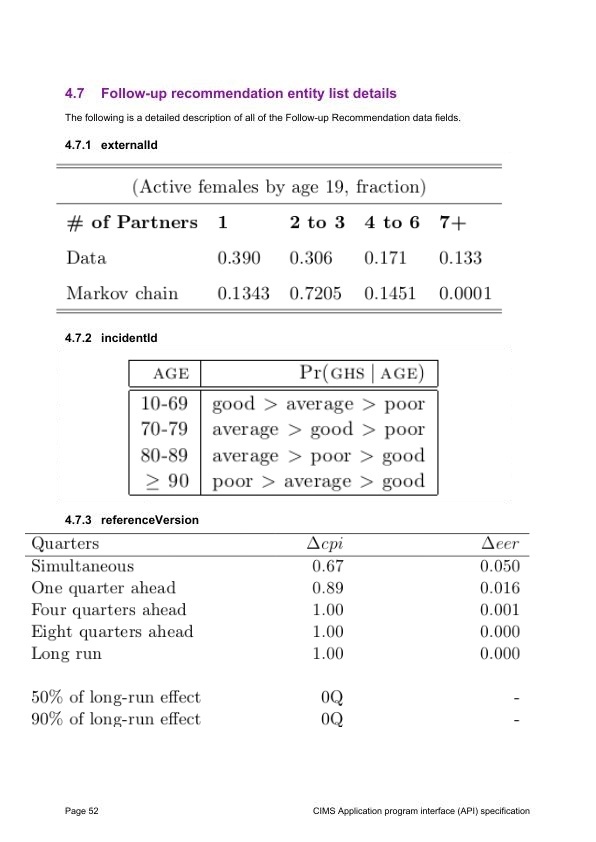 4.7 Follow-up recommendation entity list details
The following is a detailed description of all of the Follow-up Recommendation data fields.
4.7.1 externalId
(Active females by age 19, fraction)
# of Partners 1 2 to 3 4 to 6 7+
Data 0.390 0.306 0.171 0.133
Markov chain 0.1343 0.7205 0.1451 0.0001
4.7.2 incidentId
AGE Pr(GHS | AGE)
10-69 good > average > poor
70-79 average > good > poor
80-89 average > poor > good
≥ 90 poor > average > good
4.7.3 referenceVersion
Quarters Δcpi Δeer
Simultaneous 0.67 0.050
One quarter ahead 0.89 0.016
Four quarters ahead 1.00 0.001
Eight quarters ahead 1.00 0.000
Long run 1.00 0.000
50% of long-run effect 0Q -
90% of long-run effect 0Q -
Page 52 CIMS Application program interface (API) specification